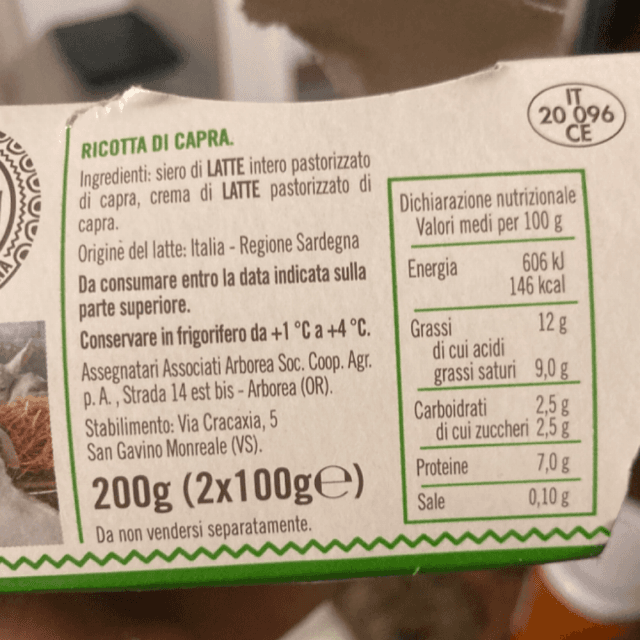 RICOTTA DI CAPRA.
Ingredienti: siero di LATTE intero pastorizzato
di capra, crema di LATTE pastorizzato di
capra.
Origine del latte: Italia - Regione Sardegna
Da consumare entro la data indicata sulla
parte superiore.
Conservare in frigorifero da +1 °C a +4 °C.
Assegnatari Associati Arborea Soc. Coop. Agr.
p. A. , Strada 14 est bis - Arborea (OR).
Stabilimento: Via Cracaxia, 5
San Gavino Monreale (VS).
200g (2x100g℮)
Da non vendersi separatamente.
IT
20 096
CE
Dichiarazione nutrizionale
Valori medi per 100 g
Energia 606 kJ
146 kcal
Grassi 12 g
di cui acidi
grassi saturi 9,0 g
Carboidrati 2,5 g
di cui zuccheri 2,5 g
Proteine 7,0 g
Sale 0,10 g